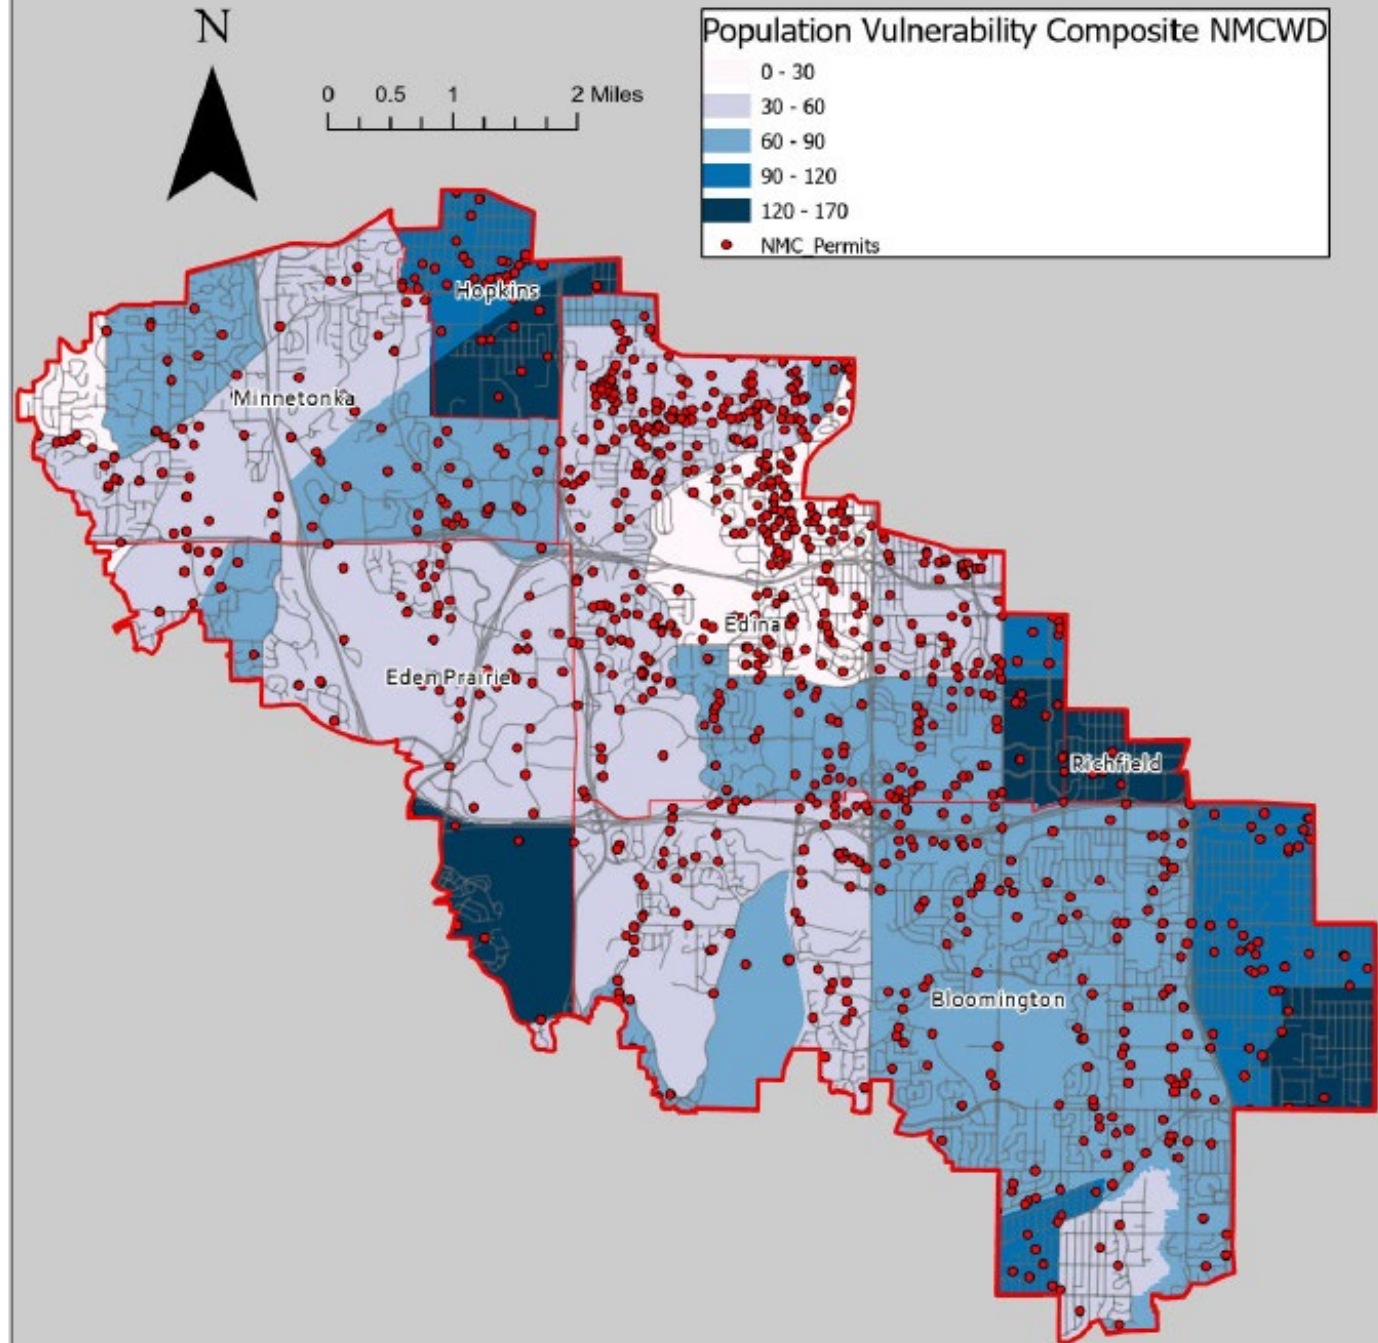 N
Population Vulnerability Composite NMCWD
0 - 30
0 0.5 1 2 Miles
30 - 60
60 - 90
90 - 120
120 - 170
NMC_Permits
Hopkins
Minnetonka
Edina
Eden Prairie
Richfield
Bloomington